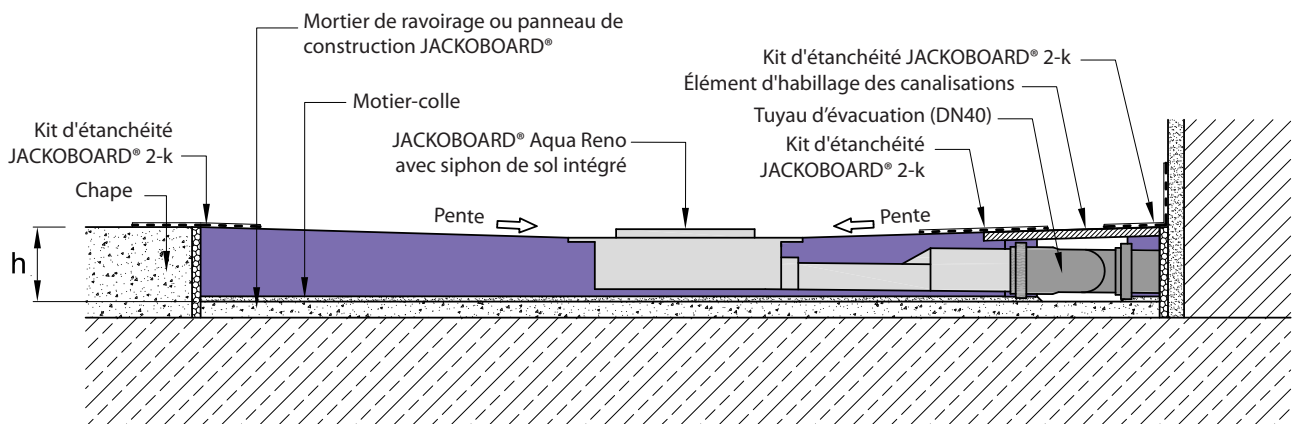 Mortier de ravoirage ou panneau de
construction JACKOBOARD®
Motier-colle
Kit d'étanchéité
JACKOBOARD® 2-k
Chape
JACKOBOARD® Aqua Reno
avec siphon de sol intégré
Kit d'étanchéité JACKOBOARD® 2-k
Élément d'habillage des canalisations
Tuyau d’évacuation (DN40)
Kit d'étanchéité
JACKOBOARD® 2-k
Pente
Pente
h